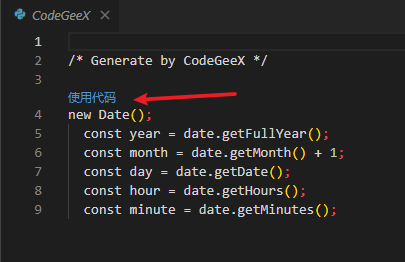 CodeGeeX
1
2 /* Generate by CodeGeeX */
3
使用代码
4 new Date();
5 const year = date.getFullYear();
6 const month = date.getMonth() + 1;
7 const day = date.getDate();
8 const hour = date.getHours();
9 const minute = date.getMinutes();